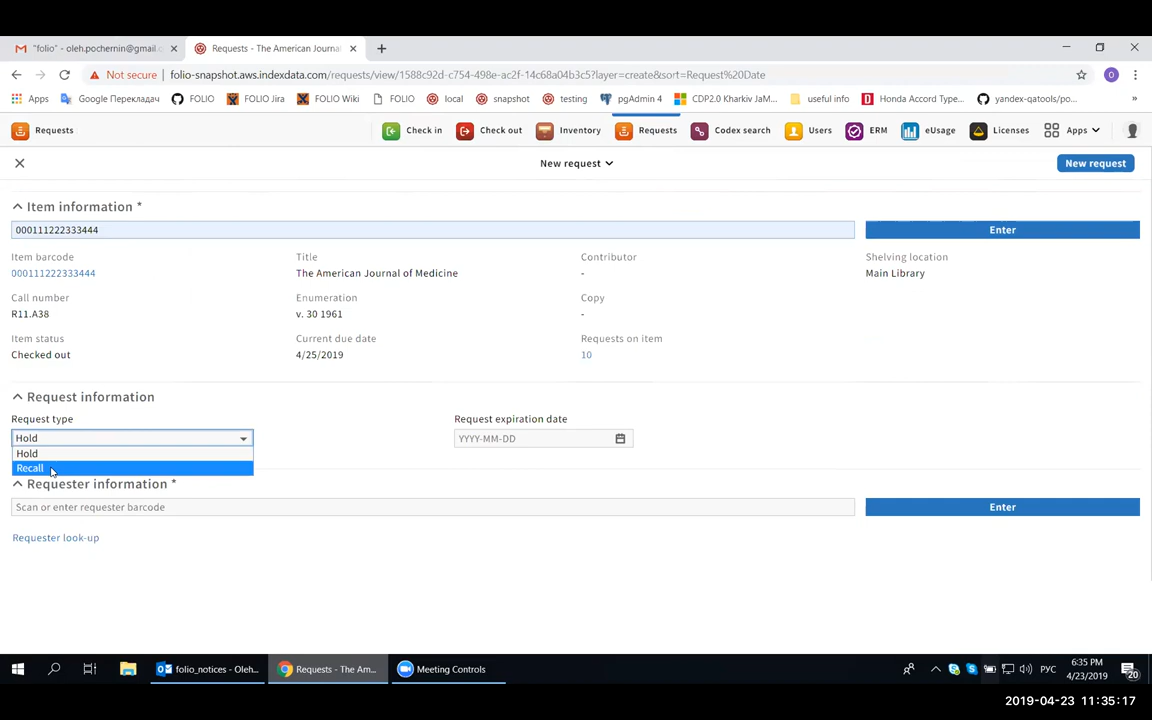 "folio" - oleh.pochernin@gmail.c
Requests - The American Journal
Not secure | folio-snapshot.aws.indexdata.com/requests/view/1588c92d-c754-498e-ac2f-14c68a04b3c5?layer=create&sort=Request%20Date
O
Apps Google Перекладач FOLIO FOLIO Jira FOLIO Wiki FOLIO local snapshot testing pgAdmin 4 CDP2.0 Kharkiv JaM... useful info Honda Accord Type... yandex-qatools/po... »
Requests Check in Check out Inventory Requests Codex search Users ERM eUsage Licenses Apps
New request New request
Item information *
000111222333444 Enter
Item barcode Title Contributor Shelving location
000111222333444 The American Journal of Medicine - Main Library
Call number Enumeration Copy
R11.A38 v. 30 1961 -
Item status Current due date Requests on item
Checked out 4/25/2019 10
Request information
Request type Request expiration date
Hold YYYY-MM-DD
Hold
Recall
Requester information *
Scan or enter requester barcode Enter
Requester look-up
folio_notices - Oleh... Requests - The Am... Meeting Controls РУС 6:35 PM
4/23/2019 20
2019-04-23 11:35:17